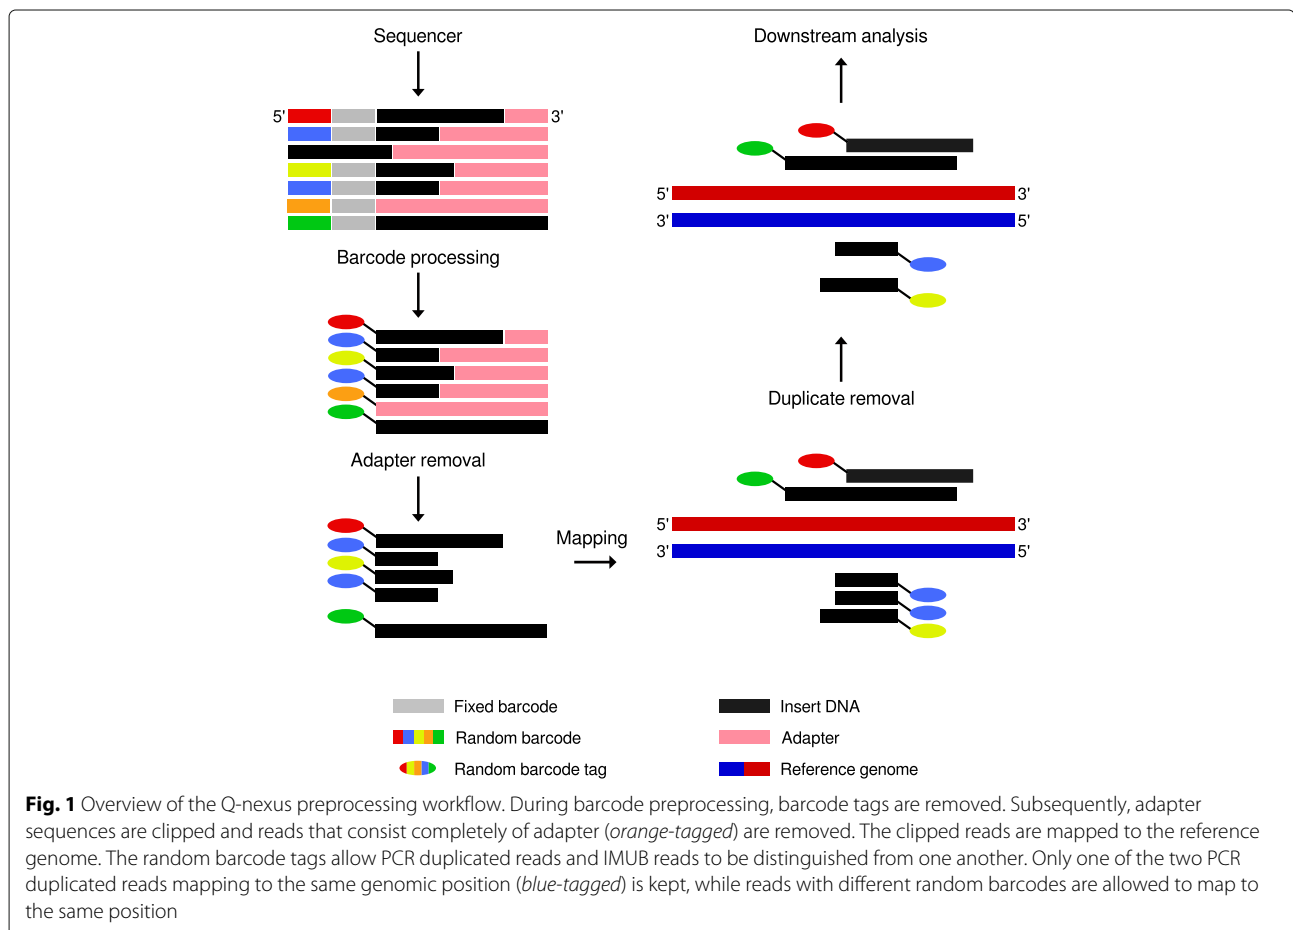 Sequencer
5'
3'
Barcode processing
Adapter removal
Mapping
Downstream analysis
5'
3'
3'
5'
Duplicate removal
5'
3'
3'
5'
Fixed barcode
Random barcode
Random barcode tag
Insert DNA
Adapter
Reference genome
Fig. 1 Overview of the Q-nexus preprocessing workflow. During barcode preprocessing, barcode tags are removed. Subsequently, adapter
sequences are clipped and reads that consist completely of adapter (orange-tagged) are removed. The clipped reads are mapped to the reference
genome. The random barcode tags allow PCR duplicated reads and IMUB reads to be distinguished from one another. Only one of the two PCR
duplicated reads mapping to the same genomic position (blue-tagged) is kept, while reads with different random barcodes are allowed to map to
the same position